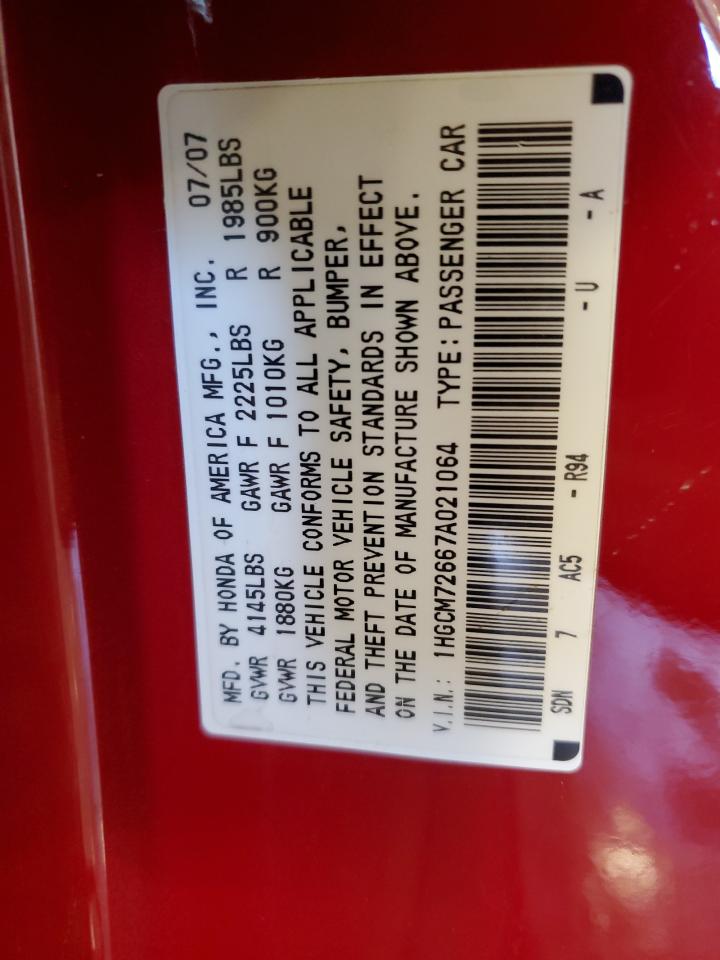 MFD. BY HONDA OF AMERICA MFG., INC. 07/07
GVWR 4145LBS GAWR F 2225LBS R 1985LBS
GVWR 1880KG GAWR F 1010KG R 900KG
THIS VEHICLE CONFORMS TO ALL APPLICABLE
FEDERAL MOTOR VEHICLE SAFETY, BUMPER,
AND THEFT PREVENTION STANDARDS IN EFFECT
ON THE DATE OF MANUFACTURE SHOWN ABOVE.
V.I.N.: 1HGCM72667A021064 TYPE:PASSENGER CAR
SDN 7 AC5 - R94 - U - A